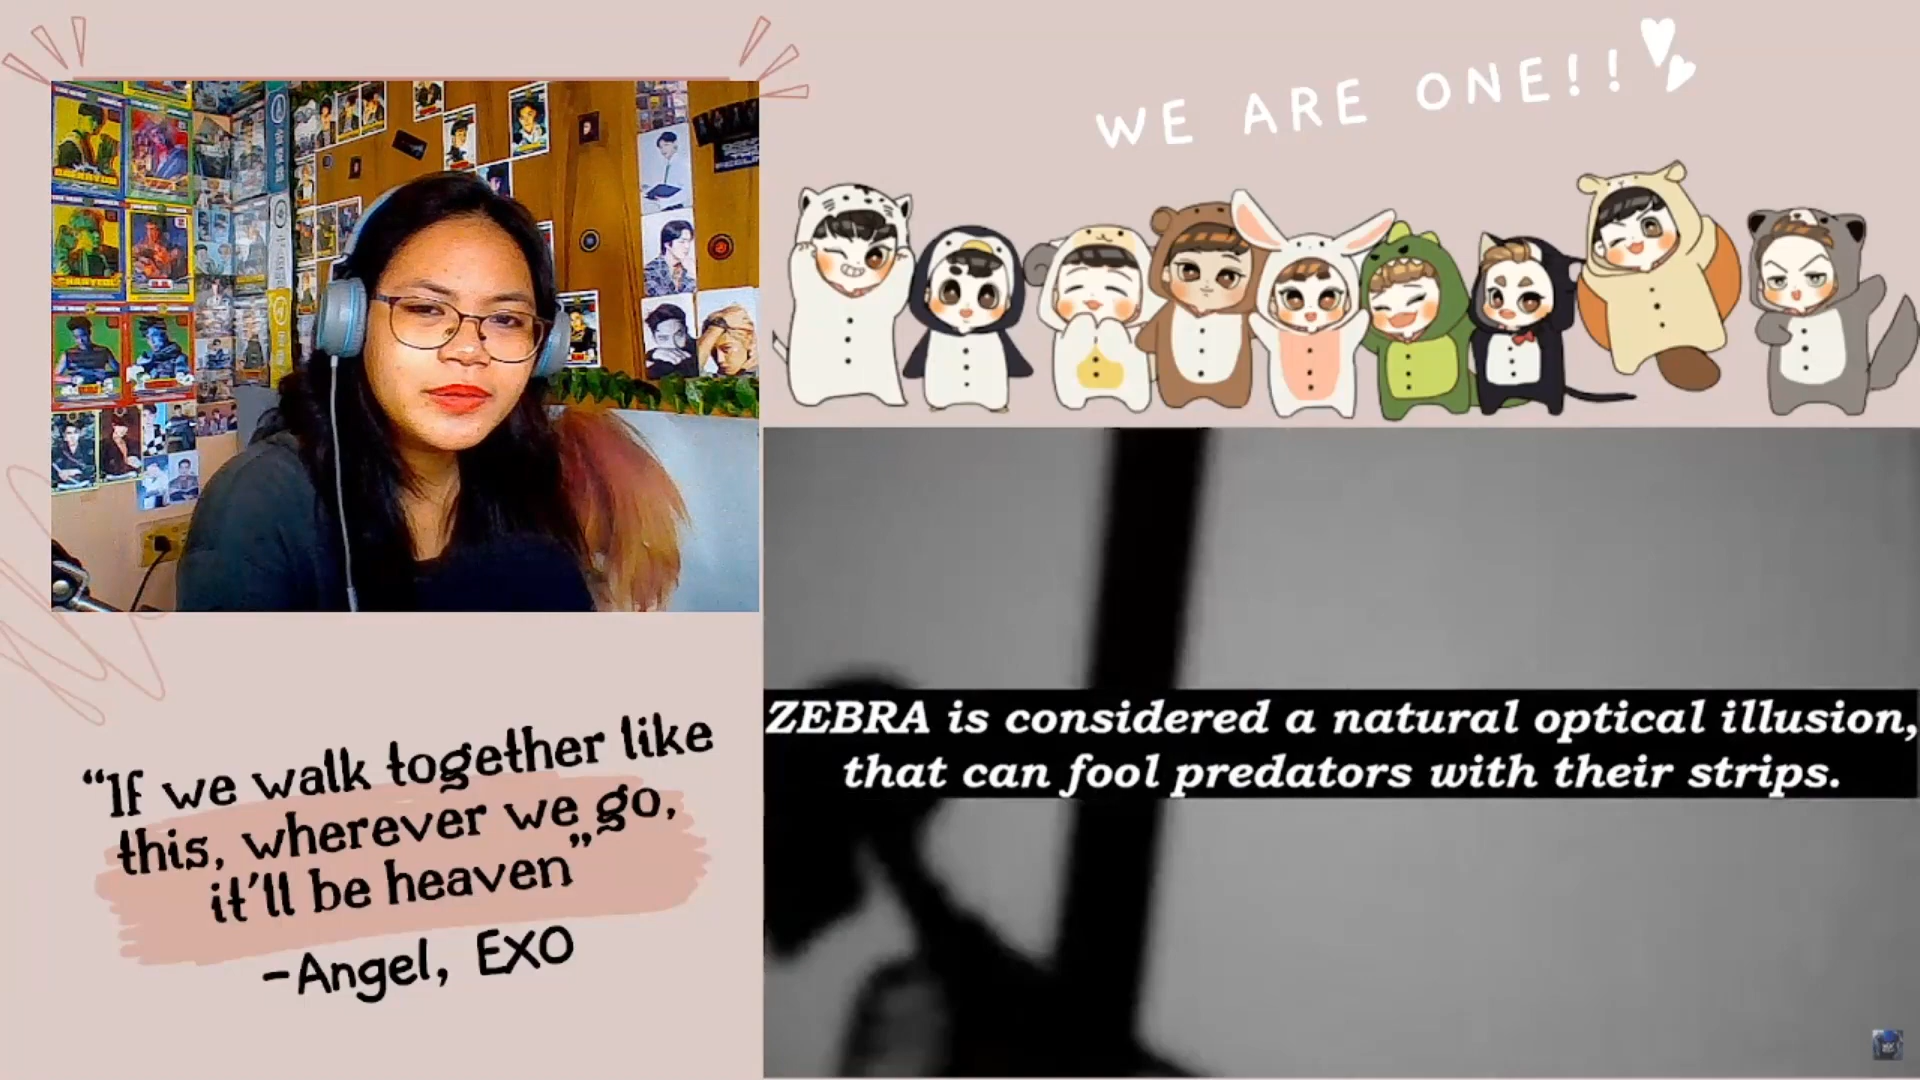 WE ARE ONE!!
ZEBRA is considered a natural optical illusion,
that can fool predators with their strips.
“If we walk together like
this, wherever we go,
it'll be heaven”
-Angel, EXO